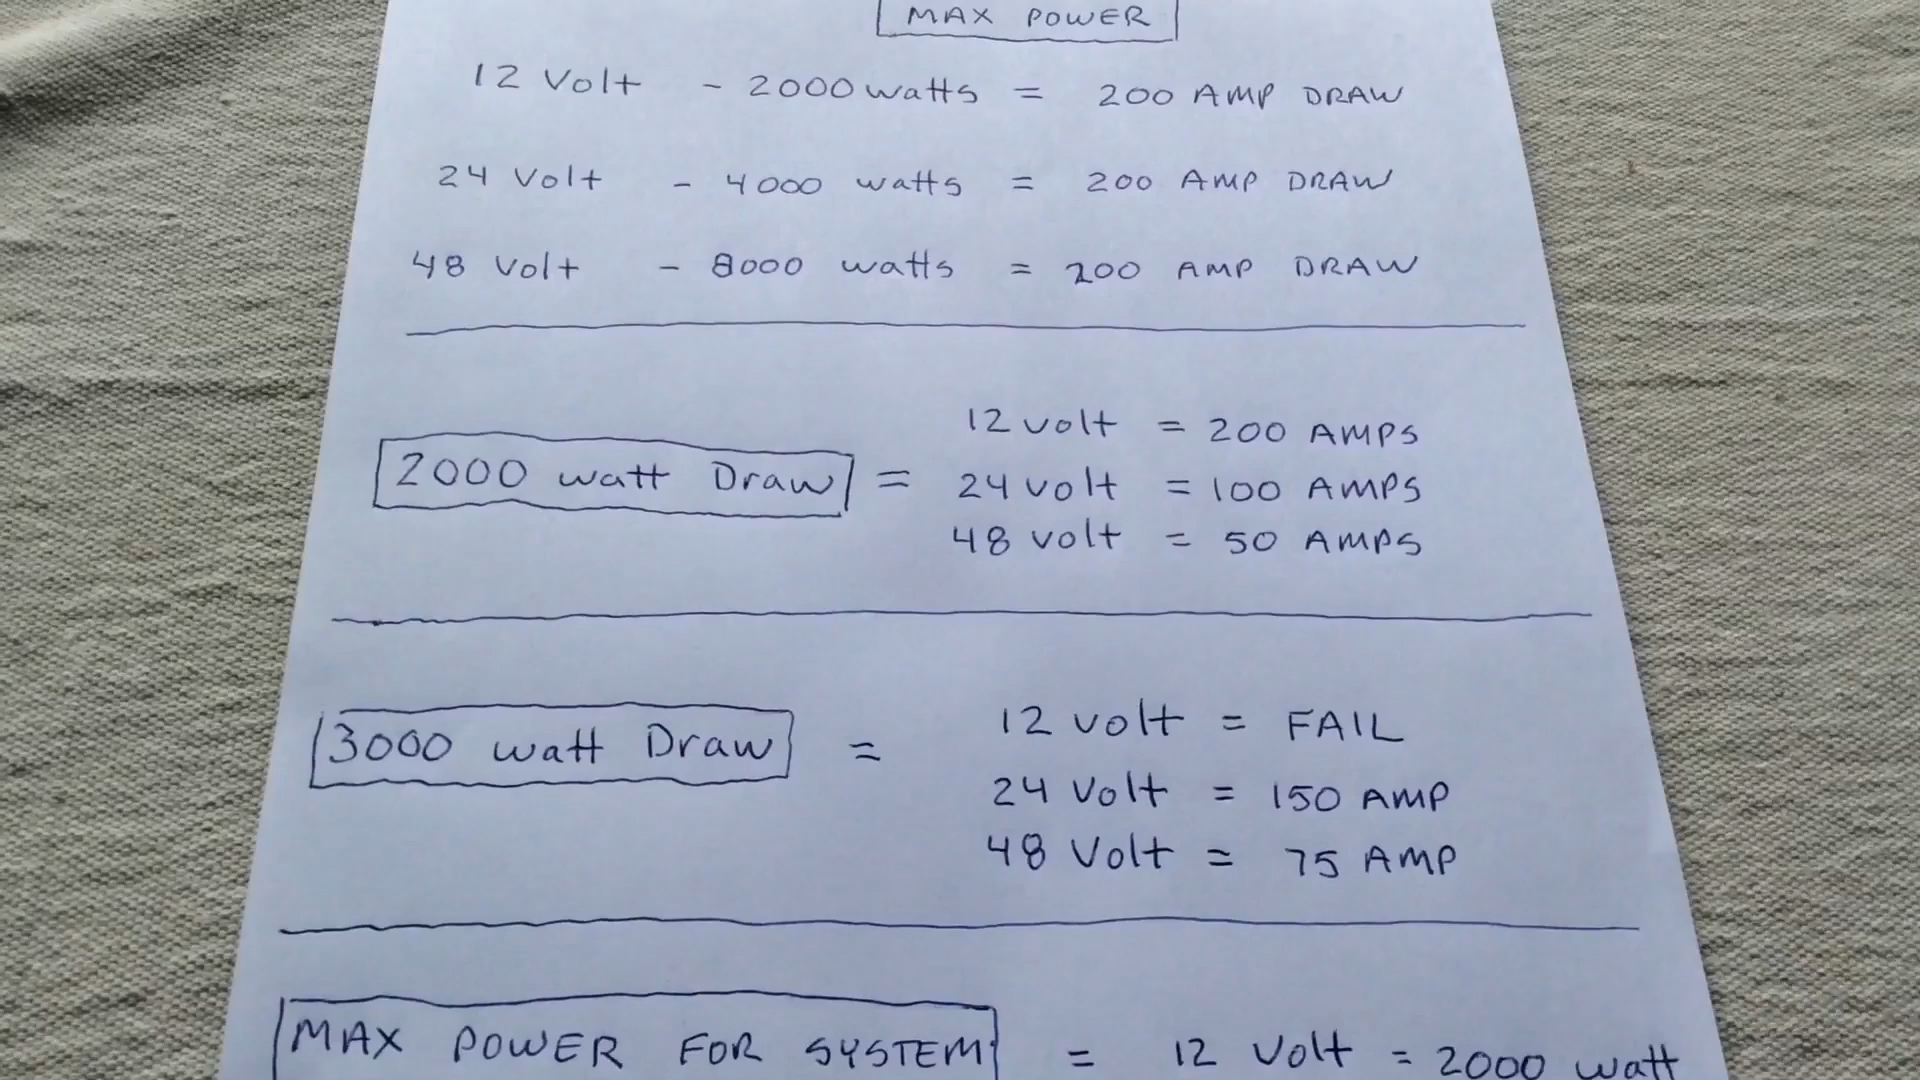 MAX POWER
12 Volt - 2000 watts = 200 AMP DRAW
24 Volt - 4000 watts = 200 AMP DRAW
48 Volt - 8000 watts = 200 AMP DRAW
12 volt = 200 AMPS
2000 watt Draw = 24 volt = 100 AMPS
48 volt = 50 AMPS
12 volt = FAIL
3000 watt Draw = 24 Volt = 150 AMP
48 Volt = 75 AMP
MAX POWER FOR SYSTEM = 12 Volt = 2000 watt